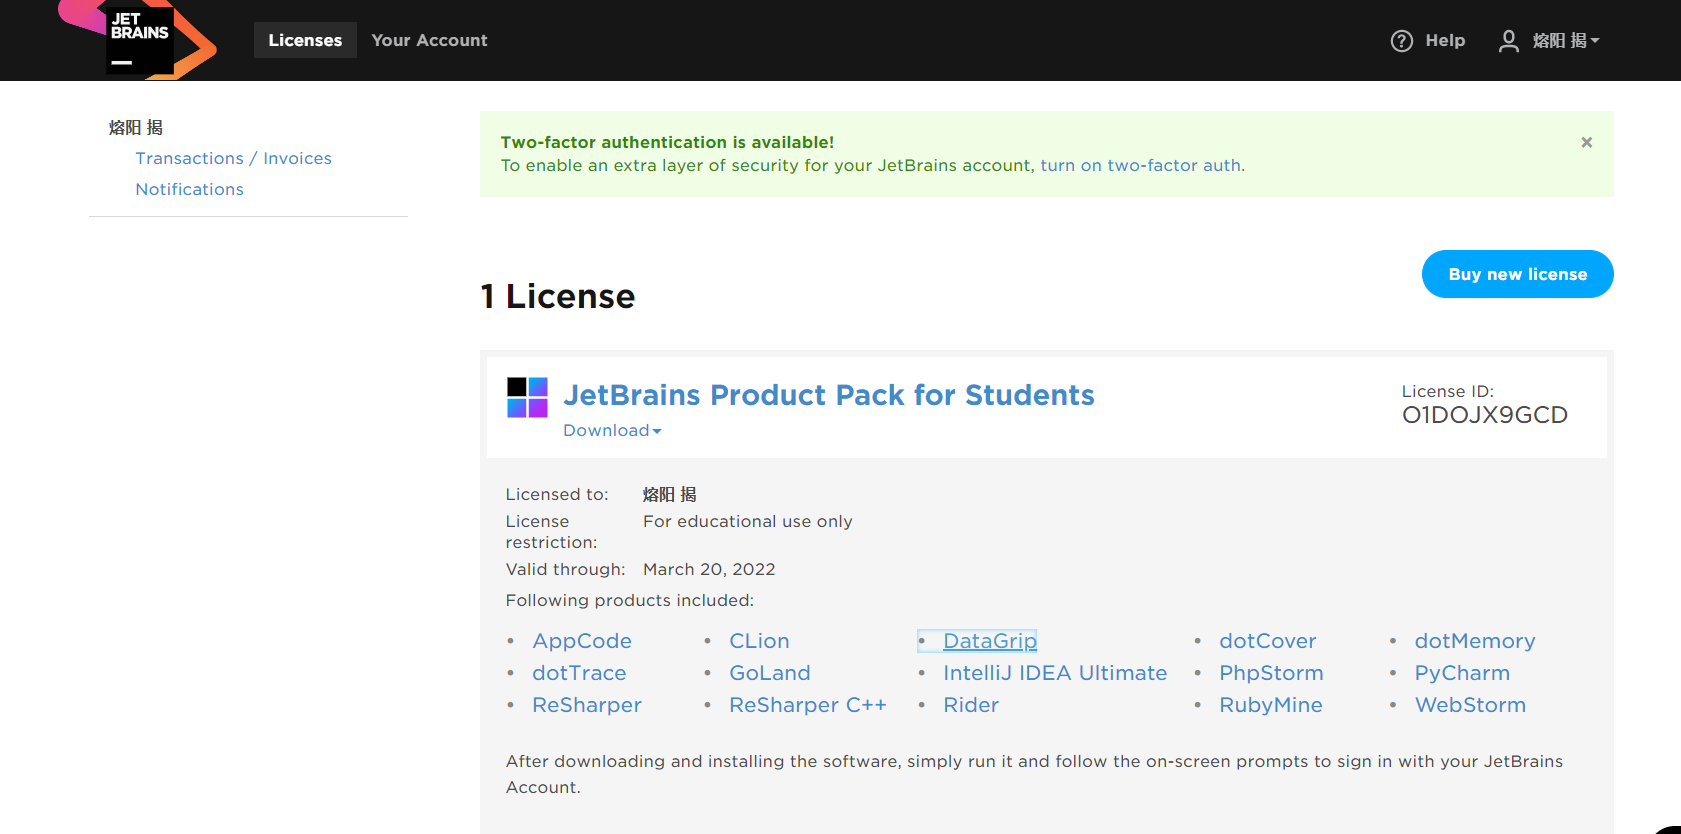 JET
BRAINS
Licenses
Your Account
Help
熔阳 揭
熔阳 揭
Transactions / Invoices
Notifications
Two-factor authentication is available!
To enable an extra layer of security for your JetBrains account, turn on two-factor auth.
×
1 License
Buy new license
JetBrains Product Pack for Students
Download
License ID:
O1DOJX9GCD
Licensed to: 熔阳 揭
License restriction: For educational use only
Valid through: March 20, 2022
Following products included:
• AppCode • CLion • DataGrip • dotCover • dotMemory
• dotTrace • GoLand • IntelliJ IDEA Ultimate • PhpStorm • PyCharm
• ReSharper • ReSharper C++ • Rider • RubyMine • WebStorm
After downloading and installing the software, simply run it and follow the on-screen prompts to sign in with your JetBrains
Account.